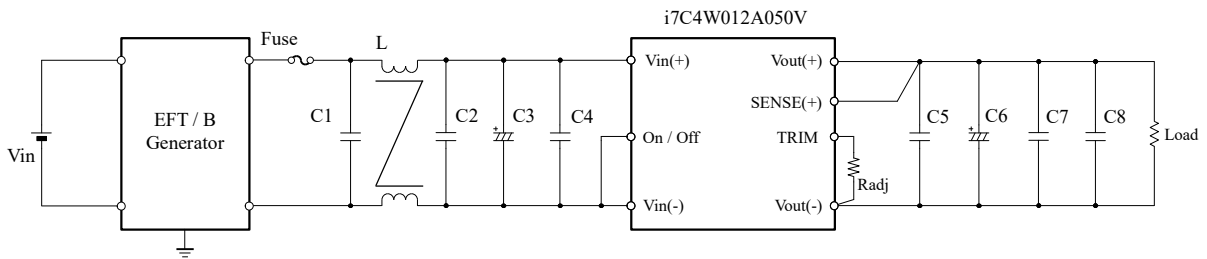 i7C4W012A050V
Fuse
L
Vin(+)
Vout(+)
SENSE(+)
C1
C2
C3
C4
C5
C6
C7
C8
EFT / B
Generator
On / Off
TRIM
Load
Vin
Radj
Vin(-)
Vout(-)